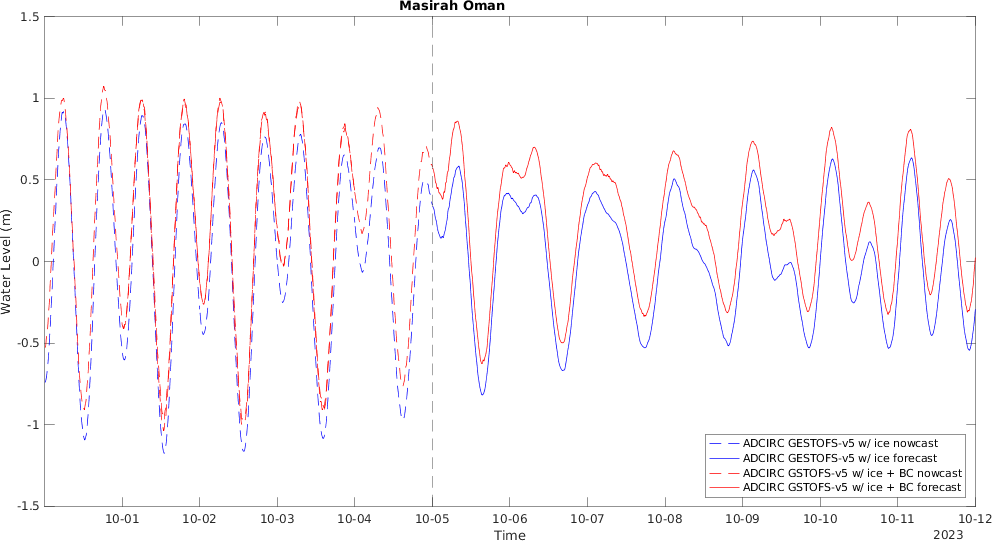 Masirah Oman
1.5
1
0.5
0
-0.5
-1
-1.5
Water Level (m)
ADCIRC GESTOFS-v5 w/ ice nowcast
ADCIRC GESTOFS-v5 w/ ice forecast
ADCIRC GSTOFS-v5 w/ ice + BC nowcast
ADCIRC GSTOFS-v5 w/ ice + BC forecast
10-01 10-02 10-03 10-04 10-05 10-06 10-07 10-08 10-09 10-10 10-11 10-12
Time
2023